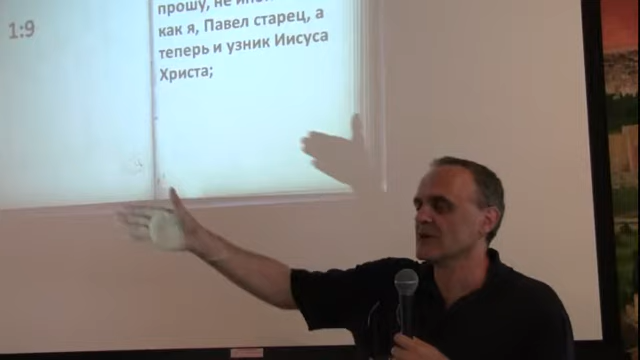 1:9
прошу, не
как я, Павел старец, а
теперь и узник Иисуса
Христа;